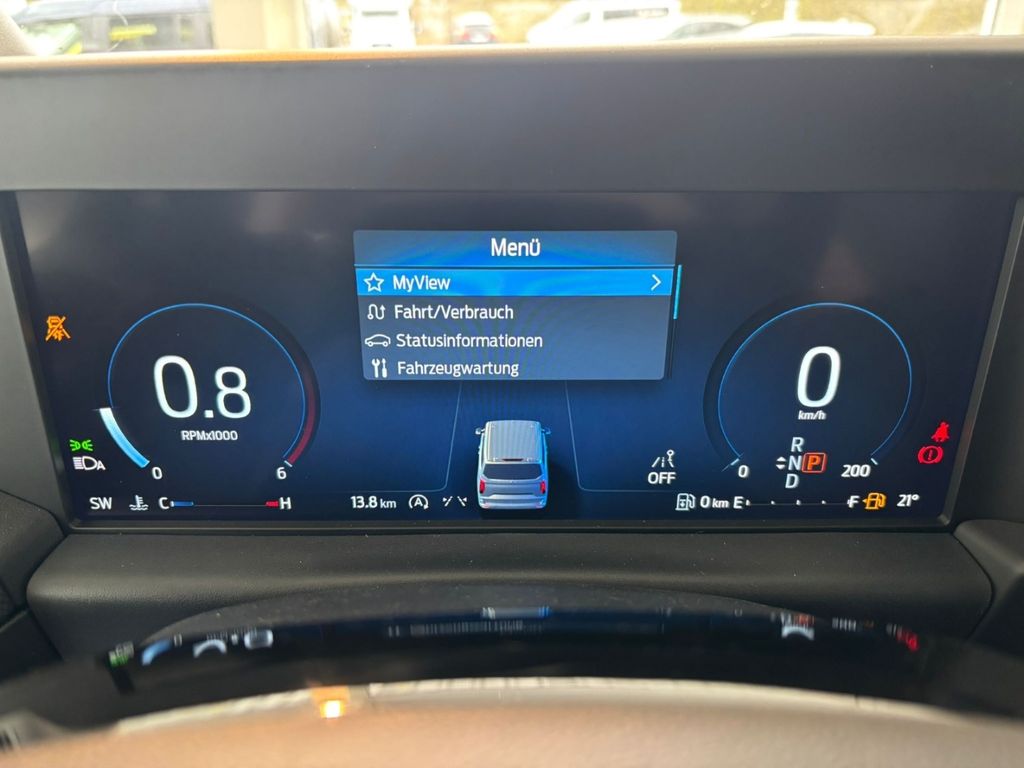 Menü
MyView
Fahrt/Verbrauch
Statusinformationen
Fahrzeugwartung
0.8
RPMx1000
0
6
A
SW
C
H
13.8 km
A
OFF
0
km/h
0
200
R
N
P
D
0 km
E
F
21°